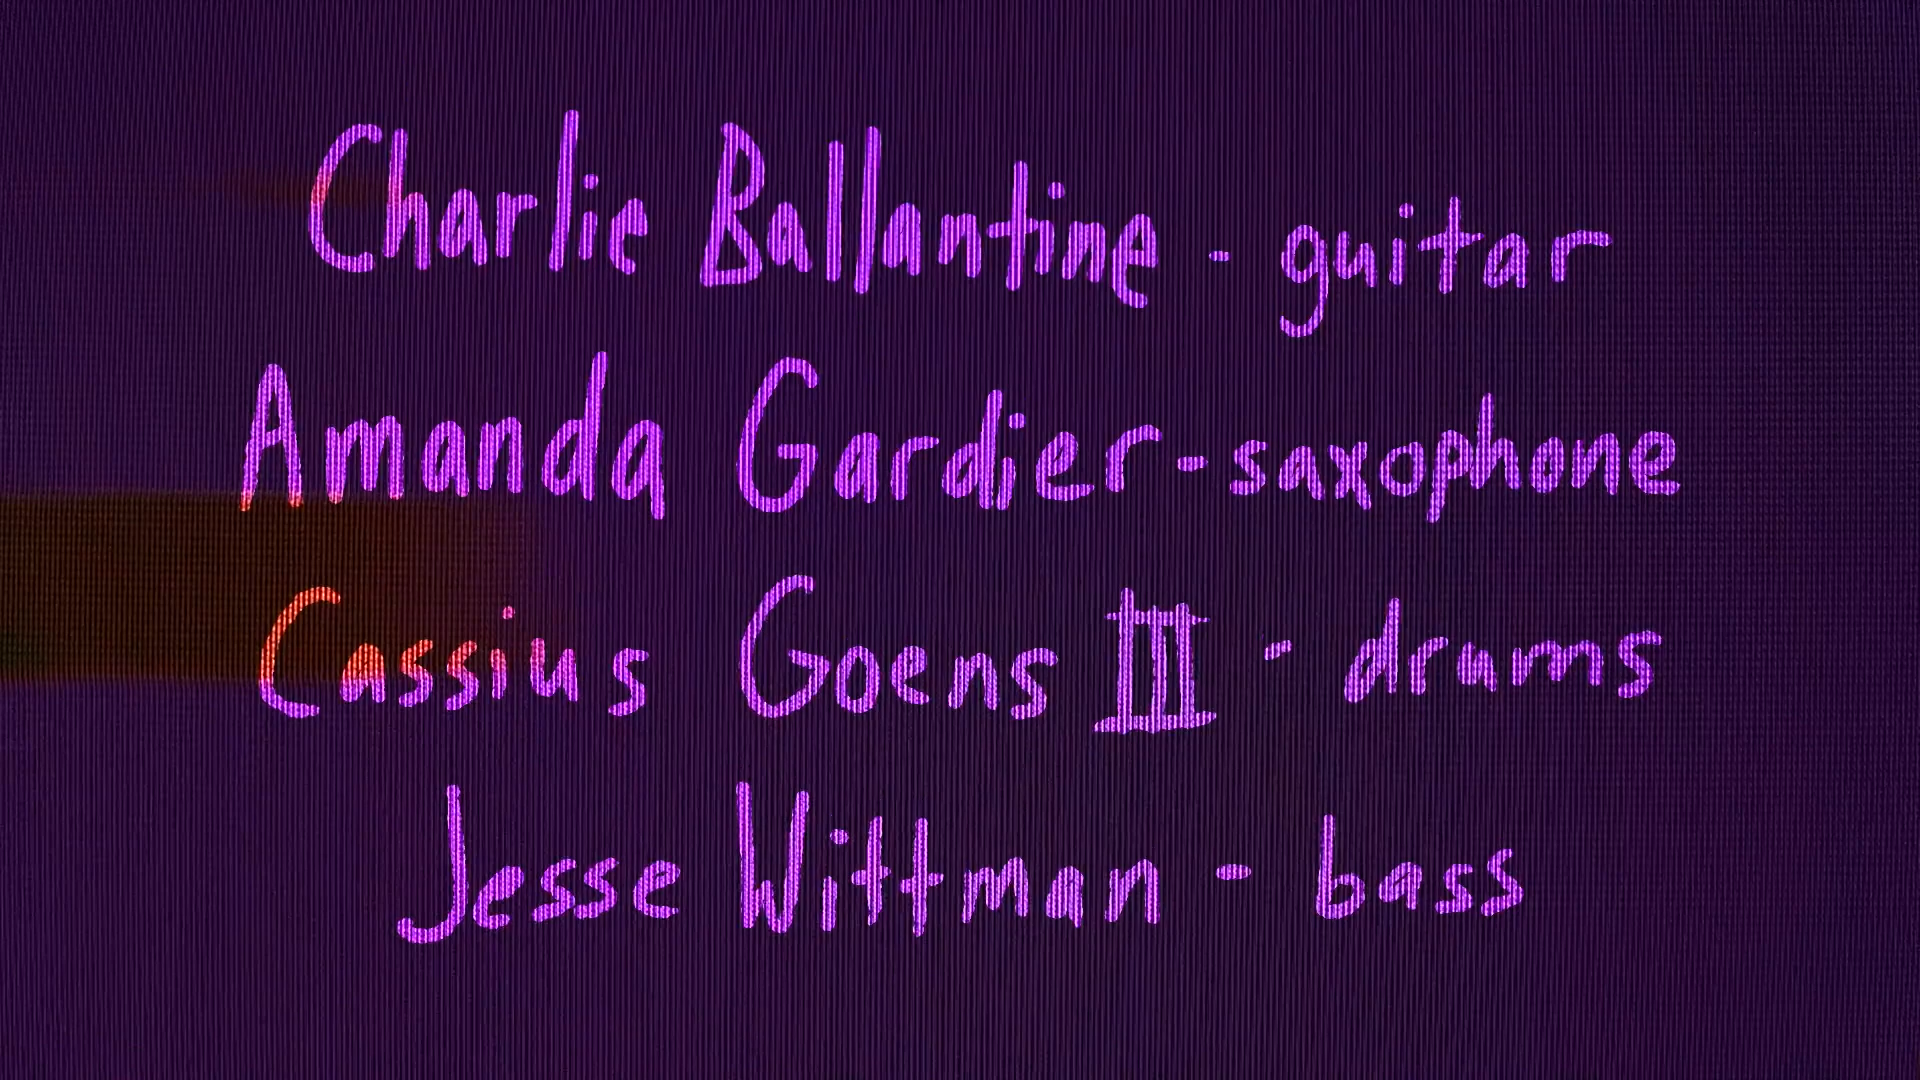 Charlie Ballantine - guitar
Amanda Gardier - saxophone
Cassius Goens III - drums
Jesse Wittman - bass